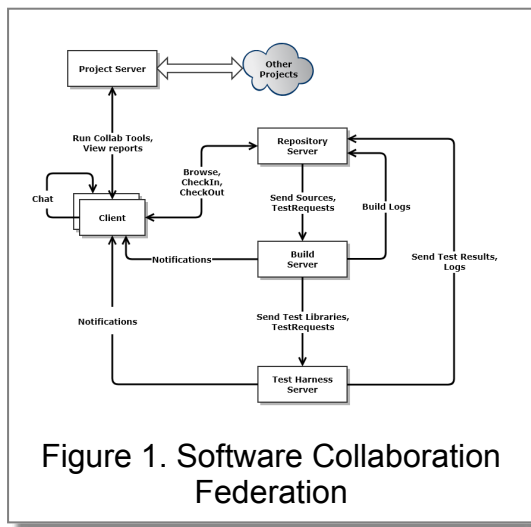 Project Server
Other
Projects
Run Collab Tools,
View reports
Repository
Server
Browse,
CheckIn,
CheckOut
Chat
Client
Send Sources,
TestRequests
Build Logs
Notifications
Build
Server
Send Test Results,
Logs
Send Test Libraries,
TestRequests
Notifications
Test Harness
Server
Figure 1. Software Collaboration
Federation